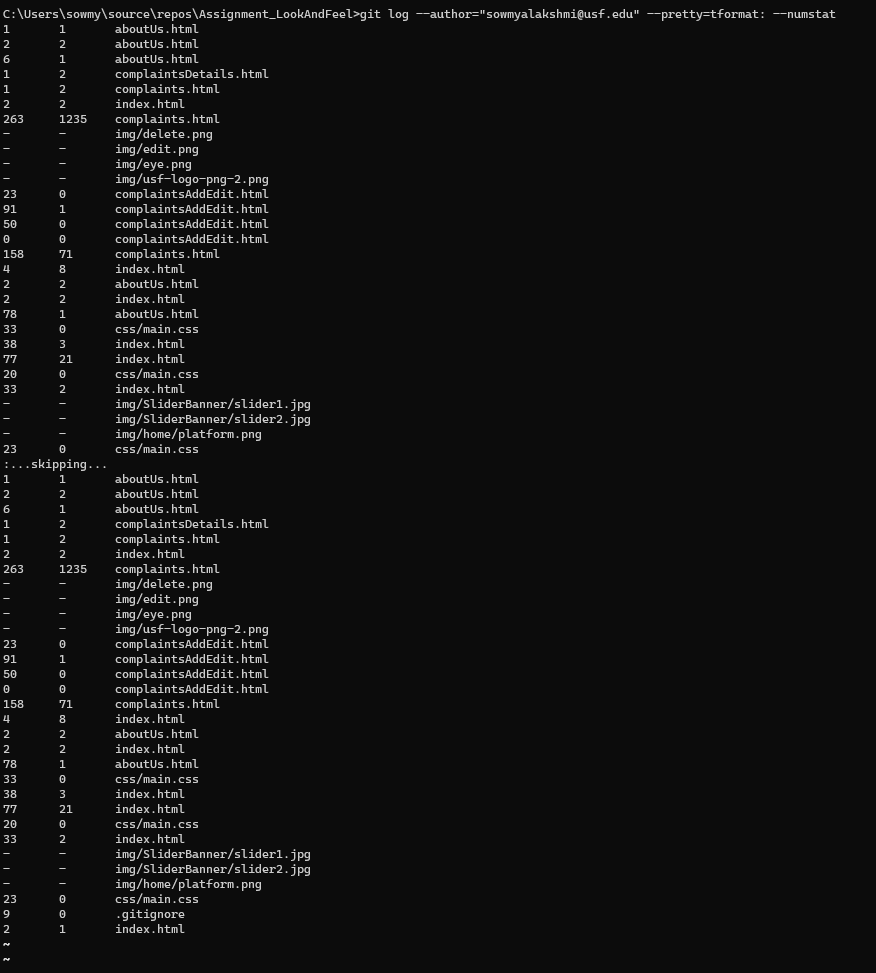 C:\Users\sowmy\source\repos\Assignment_LookAndFeel>git log --author="sowmyalakshmi@usf.edu" --pretty=tformat: --numstat
1       1       aboutUs.html
2       2       aboutUs.html
6       1       aboutUs.html
1       2       complaintsDetails.html
1       2       complaints.html
2       2       index.html
263     1235    complaints.html
-       -       img/delete.png
-       -       img/edit.png
-       -       img/eye.png
-       -       img/usf-logo-png-2.png
23      0       complaintsAddEdit.html
91      1       complaintsAddEdit.html
50      0       complaintsAddEdit.html
0       0       complaintsAddEdit.html
158     71      complaints.html
4       8       index.html
2       2       aboutUs.html
2       2       index.html
78      1       aboutUs.html
33      0       css/main.css
38      3       index.html
77      21      index.html
20      0       css/main.css
33      2       index.html
-       -       img/SliderBanner/slider1.jpg
-       -       img/SliderBanner/slider2.jpg
-       -       img/home/platform.png
23      0       css/main.css
:...skipping...
1       1       aboutUs.html
2       2       aboutUs.html
6       1       aboutUs.html
1       2       complaintsDetails.html
1       2       complaints.html
2       2       index.html
263     1235    complaints.html
-       -       img/delete.png
-       -       img/edit.png
-       -       img/eye.png
-       -       img/usf-logo-png-2.png
23      0       complaintsAddEdit.html
91      1       complaintsAddEdit.html
50      0       complaintsAddEdit.html
0       0       complaintsAddEdit.html
158     71      complaints.html
4       8       index.html
2       2       aboutUs.html
2       2       index.html
78      1       aboutUs.html
33      0       css/main.css
38      3       index.html
77      21      index.html
20      0       css/main.css
33      2       index.html
-       -       img/SliderBanner/slider1.jpg
-       -       img/SliderBanner/slider2.jpg
-       -       img/home/platform.png
23      0       css/main.css
9       0       .gitignore
2       1       index.html
~
~